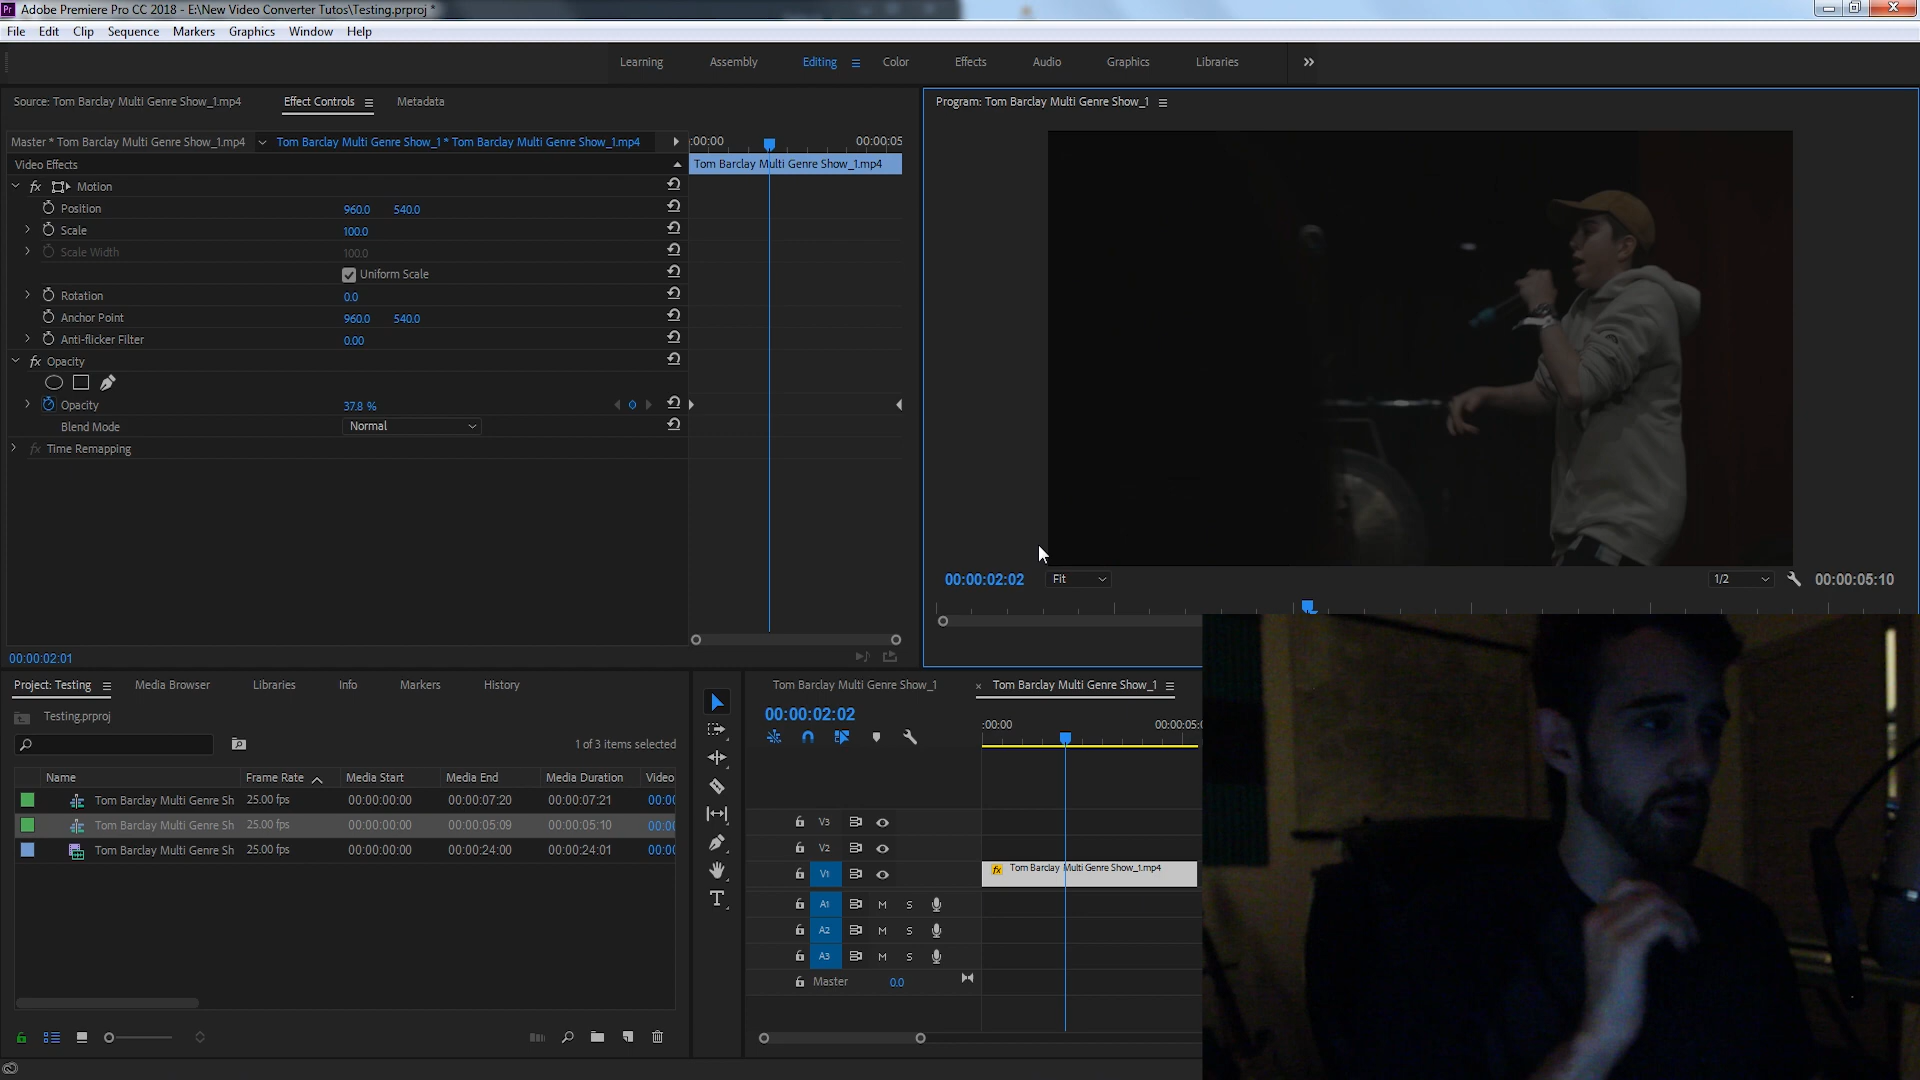 Adobe Premiere Pro CC 2018 - E:\New Video Converter Tutos\Testing.prproj *
File Edit Clip Sequence Markers Graphics Window Help
Learning Assembly Editing Color Effects Audio Graphics Libraries
Source: Tom Barclay Multi Genre Show_1.mp4 Effect Controls Metadata
Program: Tom Barclay Multi Genre Show_1
Master * Tom Barclay Multi Genre Show_1.mp4 Tom Barclay Multi Genre Show_1 * Tom Barclay Multi Genre Show_1.mp4
:00:00 00:00:05
Video Effects
Tom Barclay Multi Genre Show_1.mp4
fx Motion
Position 960.0 540.0
Scale 100.0
Scale Width 100.0
Uniform Scale
Rotation 0.0
Anchor Point 960.0 540.0
Anti-flicker Filter 0.00
fx Opacity
Opacity 37.8 %
Blend Mode Normal
fx Time Remapping
00:00:02:01
00:00:02:02 Fit 1/2 00:00:05:10
Project: Testing Media Browser Libraries Info Markers History
Testing.prproj
1 of 3 items selected
Name Frame Rate Media Start Media End Media Duration Video
Tom Barclay Multi Genre Sh 25.00 fps 00:00:00:00 00:00:07:20 00:00:07:21 00:00
Tom Barclay Multi Genre Sh 25.00 fps 00:00:00:00 00:00:05:09 00:00:05:10 00:00
Tom Barclay Multi Genre Sh 25.00 fps 00:00:00:00 00:00:24:00 00:00:24:01 00:00
Tom Barclay Multi Genre Show_1 × Tom Barclay Multi Genre Show_1
00:00:02:02
:00:00 00:00:05:0
V3
V2
V1 fx Tom Barclay Multi Genre Show_1.mp4
A1 M S
A2 M S
A3 M S
Master 0.0